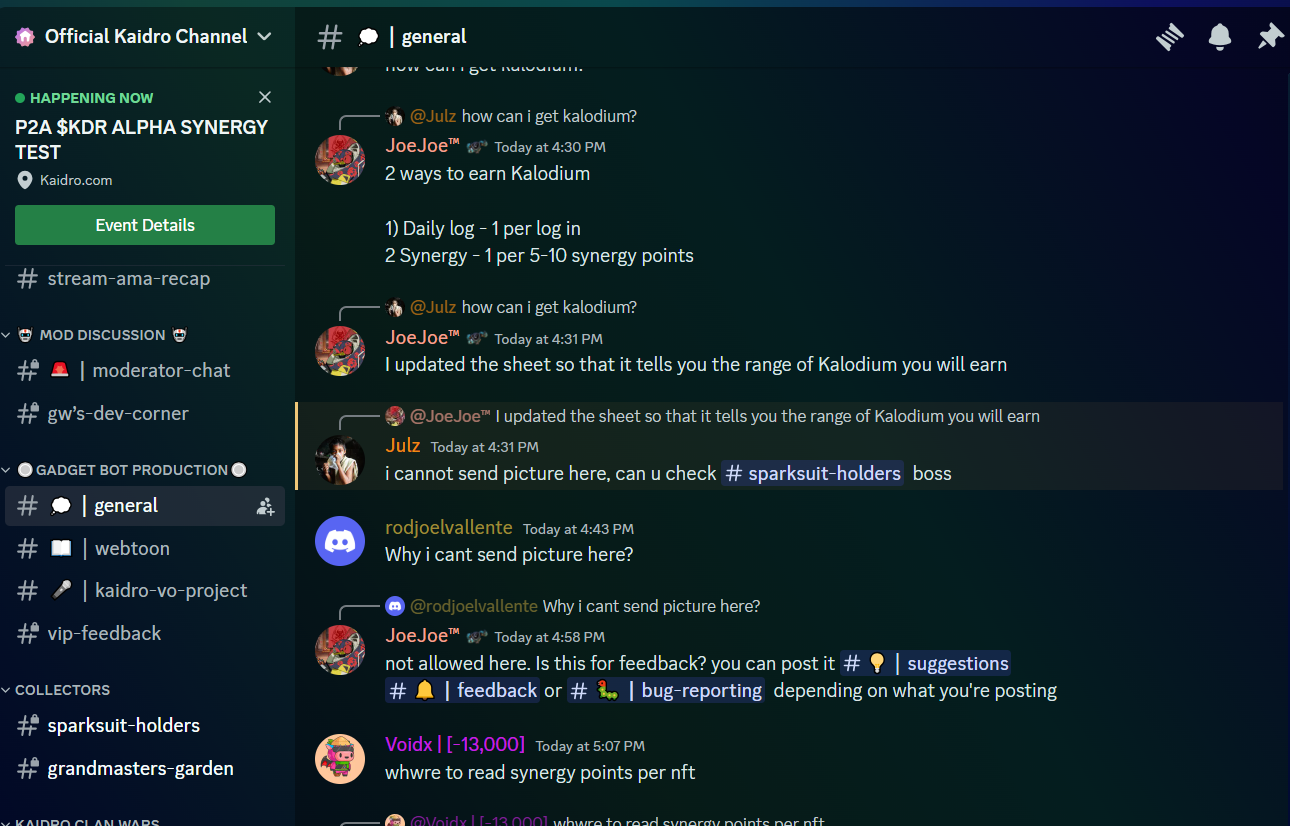 Official Kaidro Channel
HAPPENING NOW
P2A $KDR ALPHA SYNERGY
TEST
Kaidro.com
Event Details
stream-ama-recap
MOD DISCUSSION
| moderator-chat
gw's-dev-corner
GADGET BOT PRODUCTION
| general
| webtoon
| kaidro-vo-project
vip-feedback
COLLECTORS
sparksuit-holders
grandmasters-garden
KAIDRO CLAN WARS
# | general
how can i get kalodium?
@Julz how can i get kalodium?
JoeJoe™ Today at 4:30 PM
2 ways to earn Kalodium
1) Daily log - 1 per log in
2 Synergy - 1 per 5-10 synergy points
@Julz how can i get kalodium?
JoeJoe™ Today at 4:31 PM
I updated the sheet so that it tells you the range of Kalodium you will earn
@JoeJoe™ I updated the sheet so that it tells you the range of Kalodium you will earn
Julz Today at 4:31 PM
i cannot send picture here, can u check # sparksuit-holders boss
rodjoelvallente Today at 4:43 PM
Why i cant send picture here?
@rodjoelvallente Why i cant send picture here?
JoeJoe™ Today at 4:58 PM
not allowed here. Is this for feedback? you can post it # | suggestions
# | feedback or # | bug-reporting depending on what you're posting
Voidx | [-13,000] Today at 5:07 PM
whwre to read synergy points per nft
@Voidx | [-13,000] whwre to read synergy points per nft